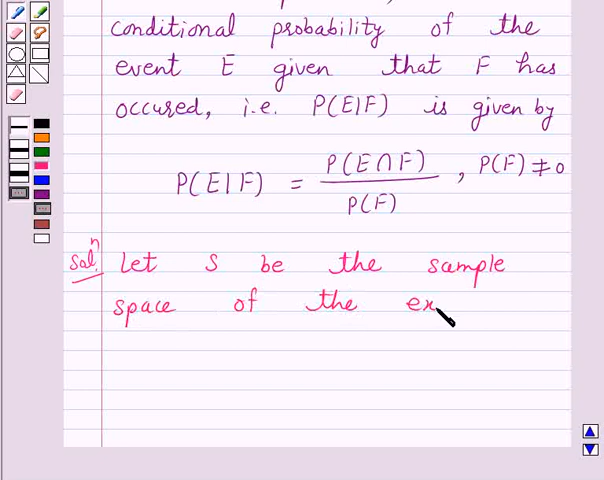 conditional probability of the
event E given that F has
occured, i.e. P(E|F) is given by
P(E|F) = P(E∩F) / P(F) , P(F) ≠ 0
Solⁿ. Let S be the sample
space of the ex